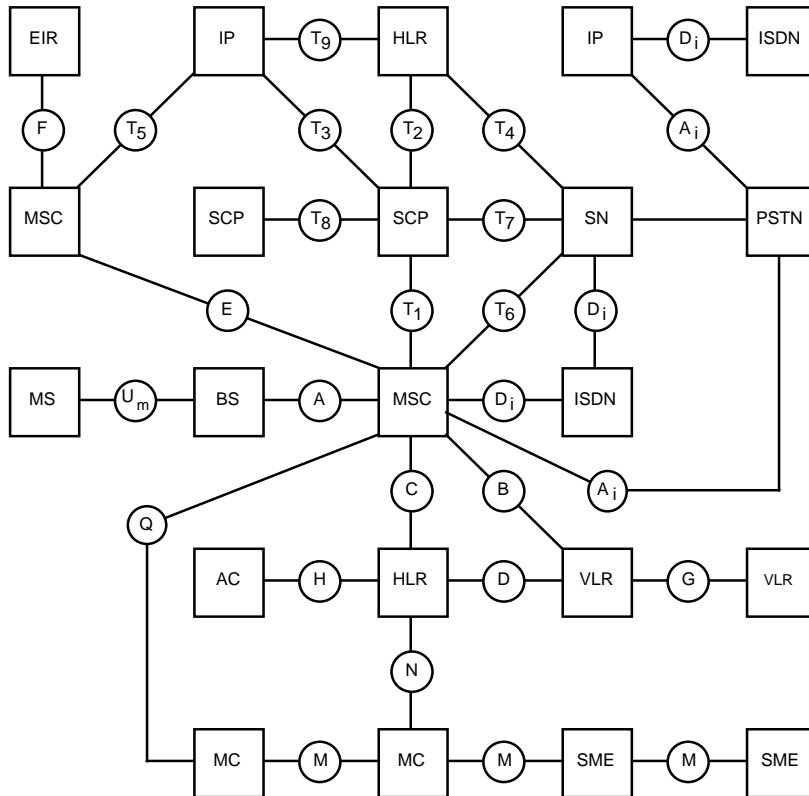 EIR
IP
T9
HLR
IP
Di
ISDN
F
T5
T3
T2
T4
Ai
MSC
SCP
T8
SCP
T7
SN
PSTN
E
T1
T6
Di
MS
Um
BS
A
MSC
Di
ISDN
C
B
Ai
Q
AC
H
HLR
D
VLR
G
VLR
N
MC
M
MC
M
SME
M
SME